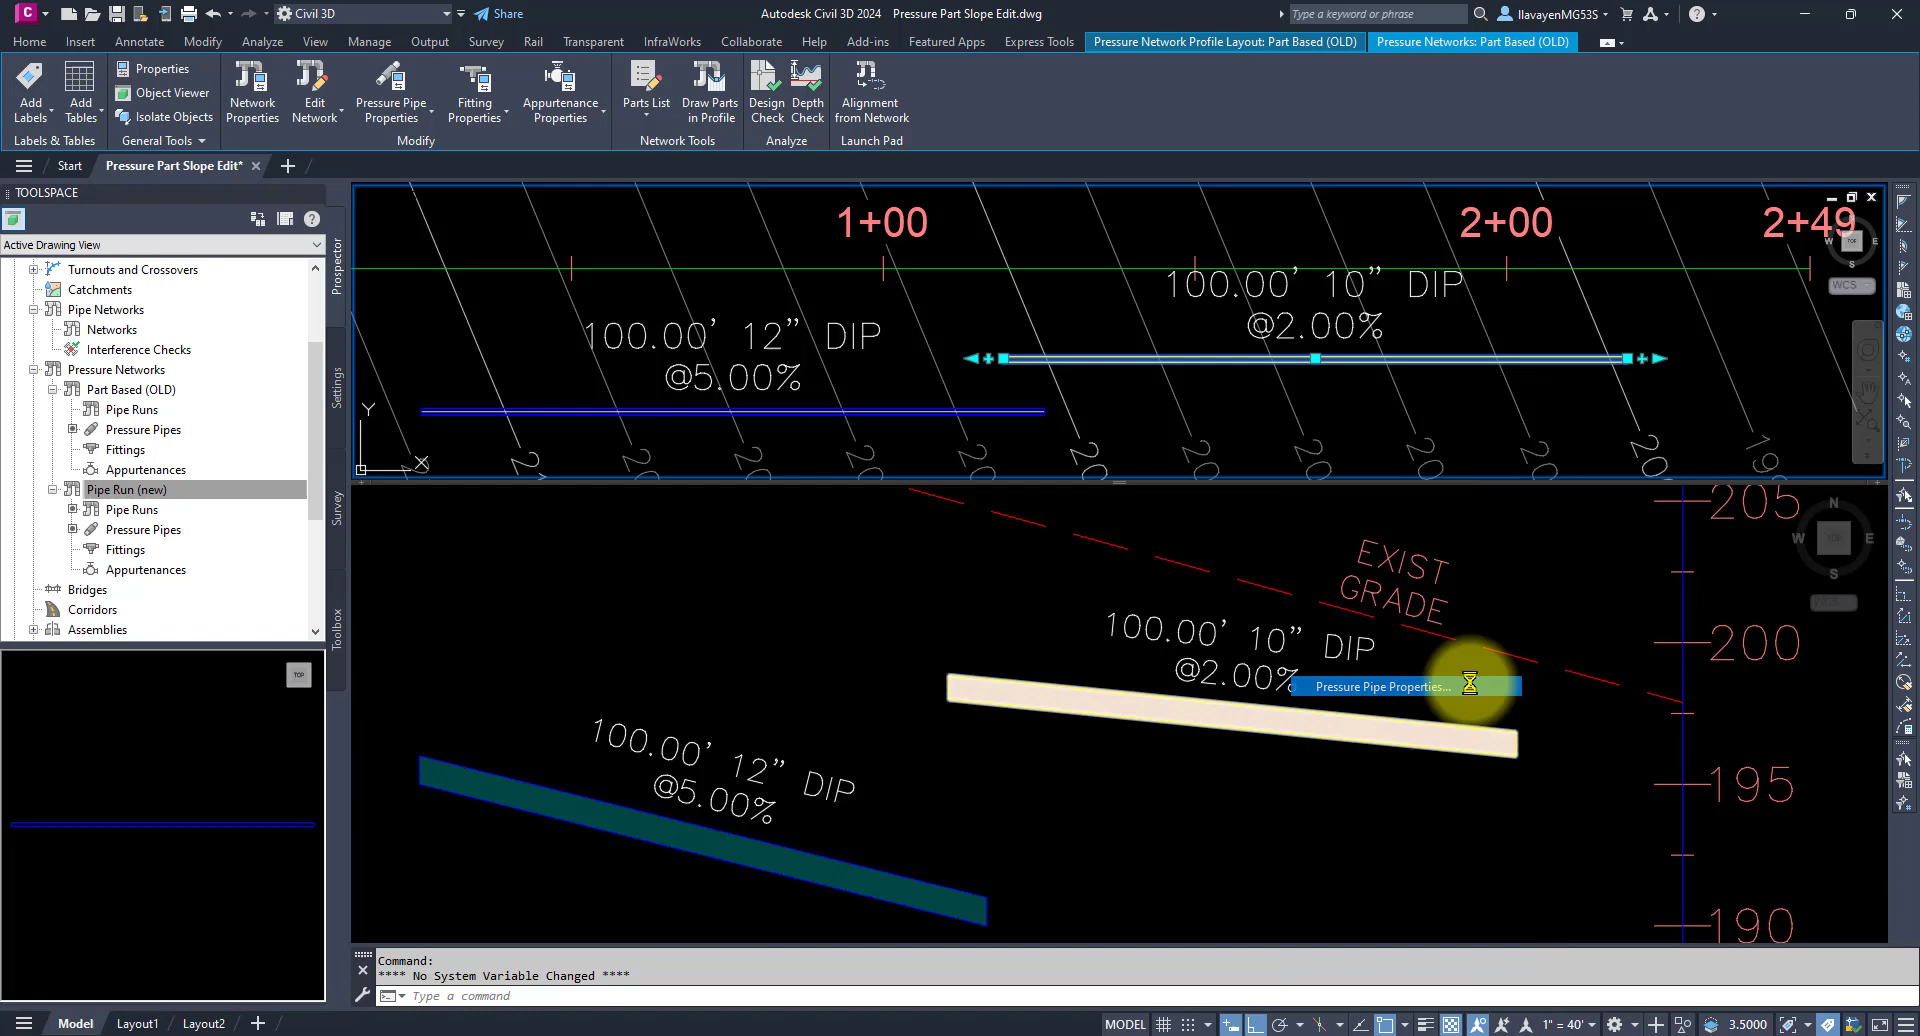 C 3D
Civil 3D
Share
Autodesk Civil 3D 2024 Pressure Part Slope Edit.dwg
Type a keyword or phrase
llavayenMG53S
Home Insert Annotate Modify Analyze View Manage Output Survey Rail Transparent InfraWorks Collaborate Help Add-ins Featured Apps Express Tools Pressure Network Profile Layout: Part Based (OLD) Pressure Networks: Part Based (OLD)
Add Labels
Add Tables
Properties
Object Viewer
Isolate Objects
Network Properties
Edit Network
Pressure Pipe Properties
Fitting Properties
Appurtenance Properties
Parts List
Draw Parts in Profile
Design Check
Depth Check
Alignment from Network
Labels & Tables
General Tools
Modify
Network Tools
Analyze
Launch Pad
Start
Pressure Part Slope Edit*
TOOLSPACE
Active Drawing View
Turnouts and Crossovers
Catchments
Pipe Networks
Networks
Interference Checks
Pressure Networks
Part Based (OLD)
Pipe Runs
Pressure Pipes
Fittings
Appurtenances
Pipe Run (new)
Pipe Runs
Pressure Pipes
Fittings
Appurtenances
Bridges
Corridors
Assemblies
Prospector
Settings
Survey
Toolbox
TOP
1+00
2+00
2+49
100.00' 12" DIP
@5.00%
100.00' 10" DIP
@2.00%
Y
X
W
TOP
E
S
WCS
N
W
TOP
E
S
205
200
195
190
EXIST
GRADE
100.00' 10" DIP
@2.00%
Pressure Pipe Properties...
100.00' 12" DIP
@5.00%
Command:
**** No System Variable Changed ****
Type a command
Model
Layout1
Layout2
MODEL
1" = 40'
3.5000